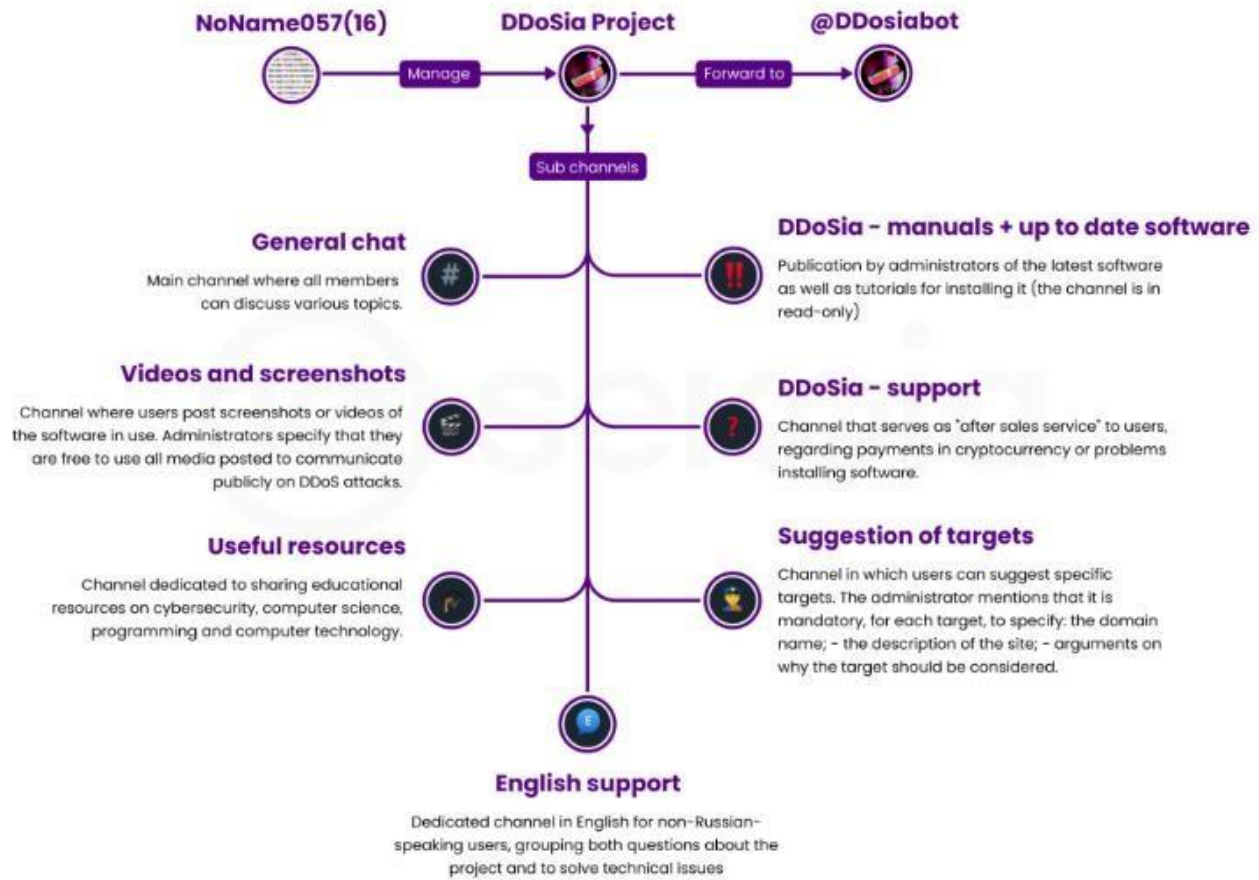 NoName057(16)
DDoSia Project
@DDosiabot
Manage
Forward to
Sub channels
General chat
Main channel where all members
can discuss various topics.
DDoSia - manuals + up to date software
Publication by administrators of the latest software
as well as tutorials for installing it (the channel is in
read-only)
Videos and screenshots
Channel where users post screenshots or videos of
the software in use. Administrators specify that they
are free to use all media posted to communicate
publicly on DDoS attacks.
DDoSia - support
Channel that serves as "after sales service" to users,
regarding payments in cryptocurrency or problems
installing software.
Useful resources
Channel dedicated to sharing educational
resources on cybersecurity, computer science,
programming and computer technology.
Suggestion of targets
Channel in which users can suggest specific
targets. The administrator mentions that it is
mandatory, for each target, to specify: the domain
name; - the description of the site; - arguments on
why the target should be considered.
E
English support
Dedicated channel in English for non-Russian-
speaking users, grouping both questions about the
project and to solve technical issues